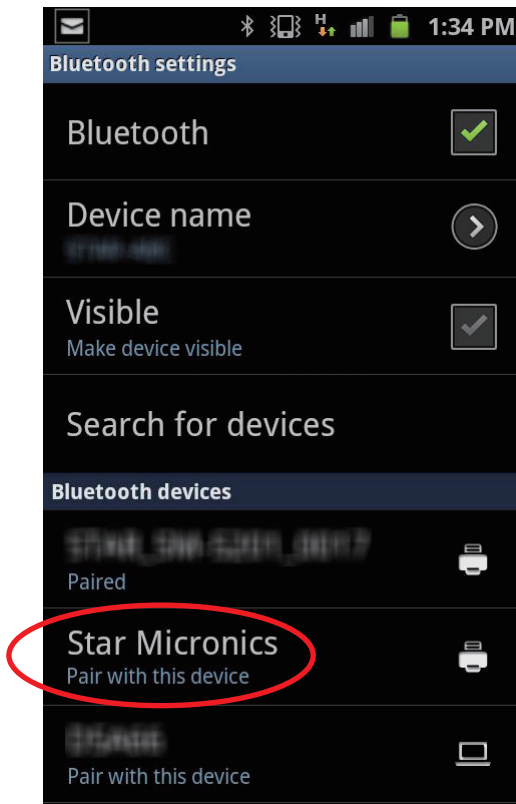 H
1:34 PM
Bluetooth settings
Bluetooth
Device name
Visible
Make device visible
Search for devices
Bluetooth devices
Paired
Star Micronics
Pair with this device
Pair with this device